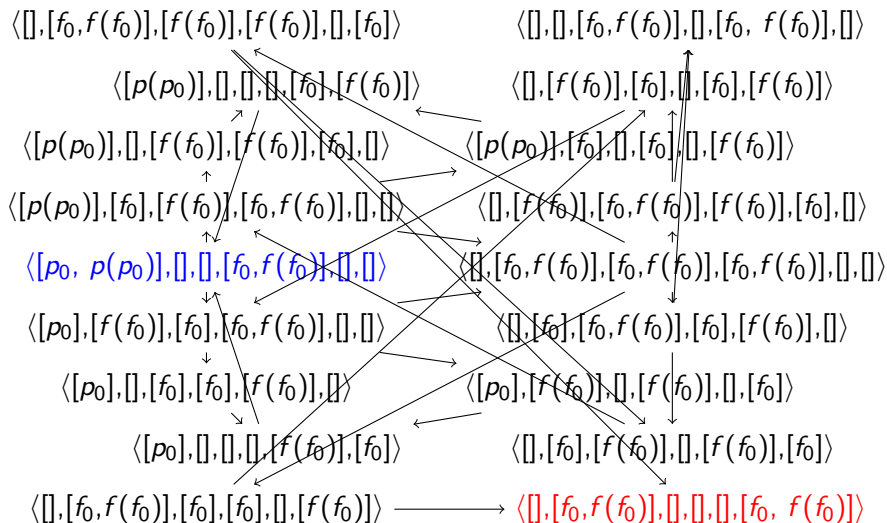 ⟨[],[f₀,f(f₀)],[f(f₀)],[f(f₀)],[],[f₀]⟩ ⟨[],[],[f₀,f(f₀)],[],[f₀, f(f₀)],[]⟩
⟨[p(p₀)],[],[],[],[f₀],[f(f₀)]⟩ ⟨[],[f(f₀)],[f₀],[],[f₀],[f(f₀)]⟩
⟨[p(p₀)],[],[f(f₀)],[f(f₀)],[f₀],[]⟩ ⟨[p(p₀)],[f₀],[],[f₀],[],[f(f₀)]⟩
⟨[p(p₀)],[f₀],[f(f₀)],[f₀,f(f₀)],[],[]⟩ ⟨[],[f(f₀)],[f₀,f(f₀)],[f(f₀)],[f₀],[]⟩
⟨[p₀, p(p₀)],[],[],[f₀,f(f₀)],[],[]⟩ ⟨[],[f₀,f(f₀)],[f₀,f(f₀)],[f₀,f(f₀)],[],[]⟩
⟨[p₀],[f(f₀)],[f₀],[f₀,f(f₀)],[],[]⟩ ⟨[],[f₀],[f₀,f(f₀)],[f₀],[f(f₀)],[]⟩
⟨[p₀],[],[f₀],[f₀],[f(f₀)],[]⟩ ⟨[p₀],[f(f₀)],[],[f(f₀)],[],[f₀]⟩
⟨[p₀],[],[],[],[f(f₀)],[f₀]⟩ ⟨[],[f₀],[f(f₀)],[],[f(f₀)],[f₀]⟩
⟨[],[f₀,f(f₀)],[f₀],[f₀],[],[f(f₀)]⟩ ⟨[],[f₀,f(f₀)],[],[],[],[f₀, f(f₀)]⟩